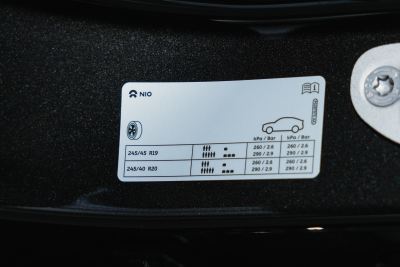 NIO
kPa / Bar kPa / Bar
245/45 R19 260 / 2.6 260 / 2.6
290 / 2.9 290 / 2.9
245/40 R20 260 / 2.6 260 / 2.6
290 / 2.9 290 / 2.9